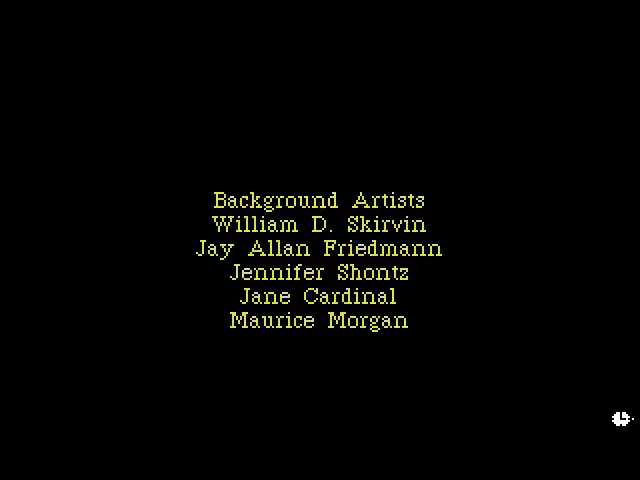 Background Artists
William D. Skirvin
Jay Allan Friedmann
Jennifer Shontz
Jane Cardinal
Maurice Morgan